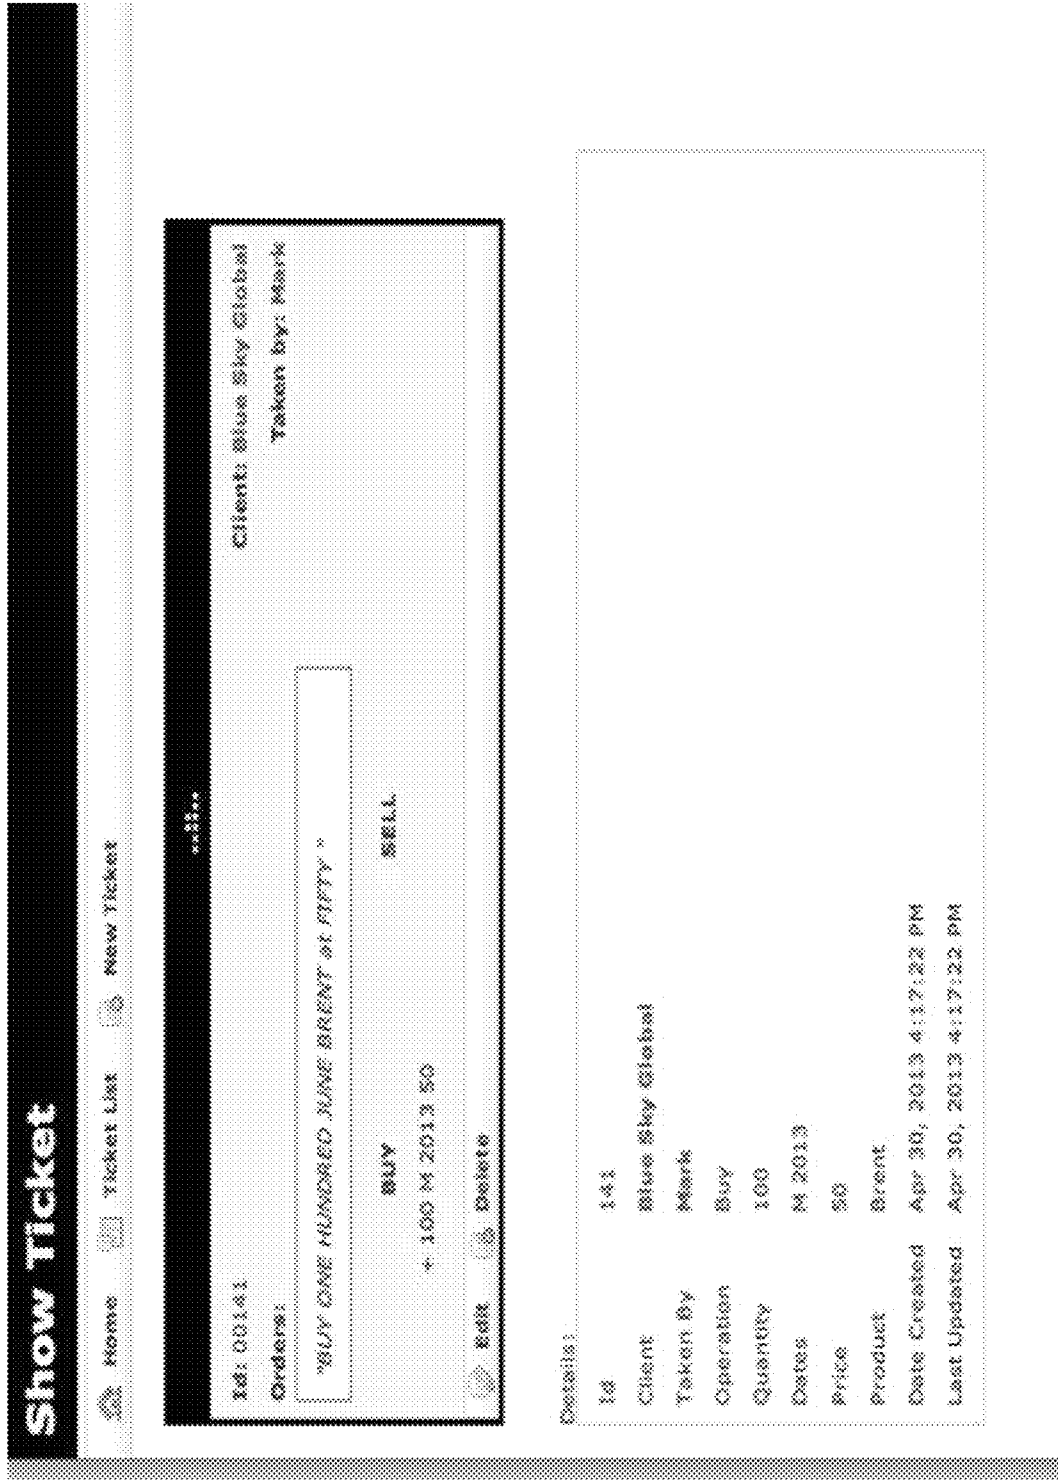 Show Ticket
Home Ticket List New Ticket
Id: 00141 Client: Blue Sky Global
Orders: Taken by: Mark
"BUY ONE HUNDRED JUNE BRENT at FIFTY "
BUY SELL
+ 100 M 2013 50
Edit Delete
Details:
Id 141
Client Blue Sky Global
Taken By Mark
Operation Buy
Quantity 100
Dates M 2013
Price 50
Product Brent
Date Created Apr 30, 2013 4:17:22 PM
Last Updated Apr 30, 2013 4:17:22 PM